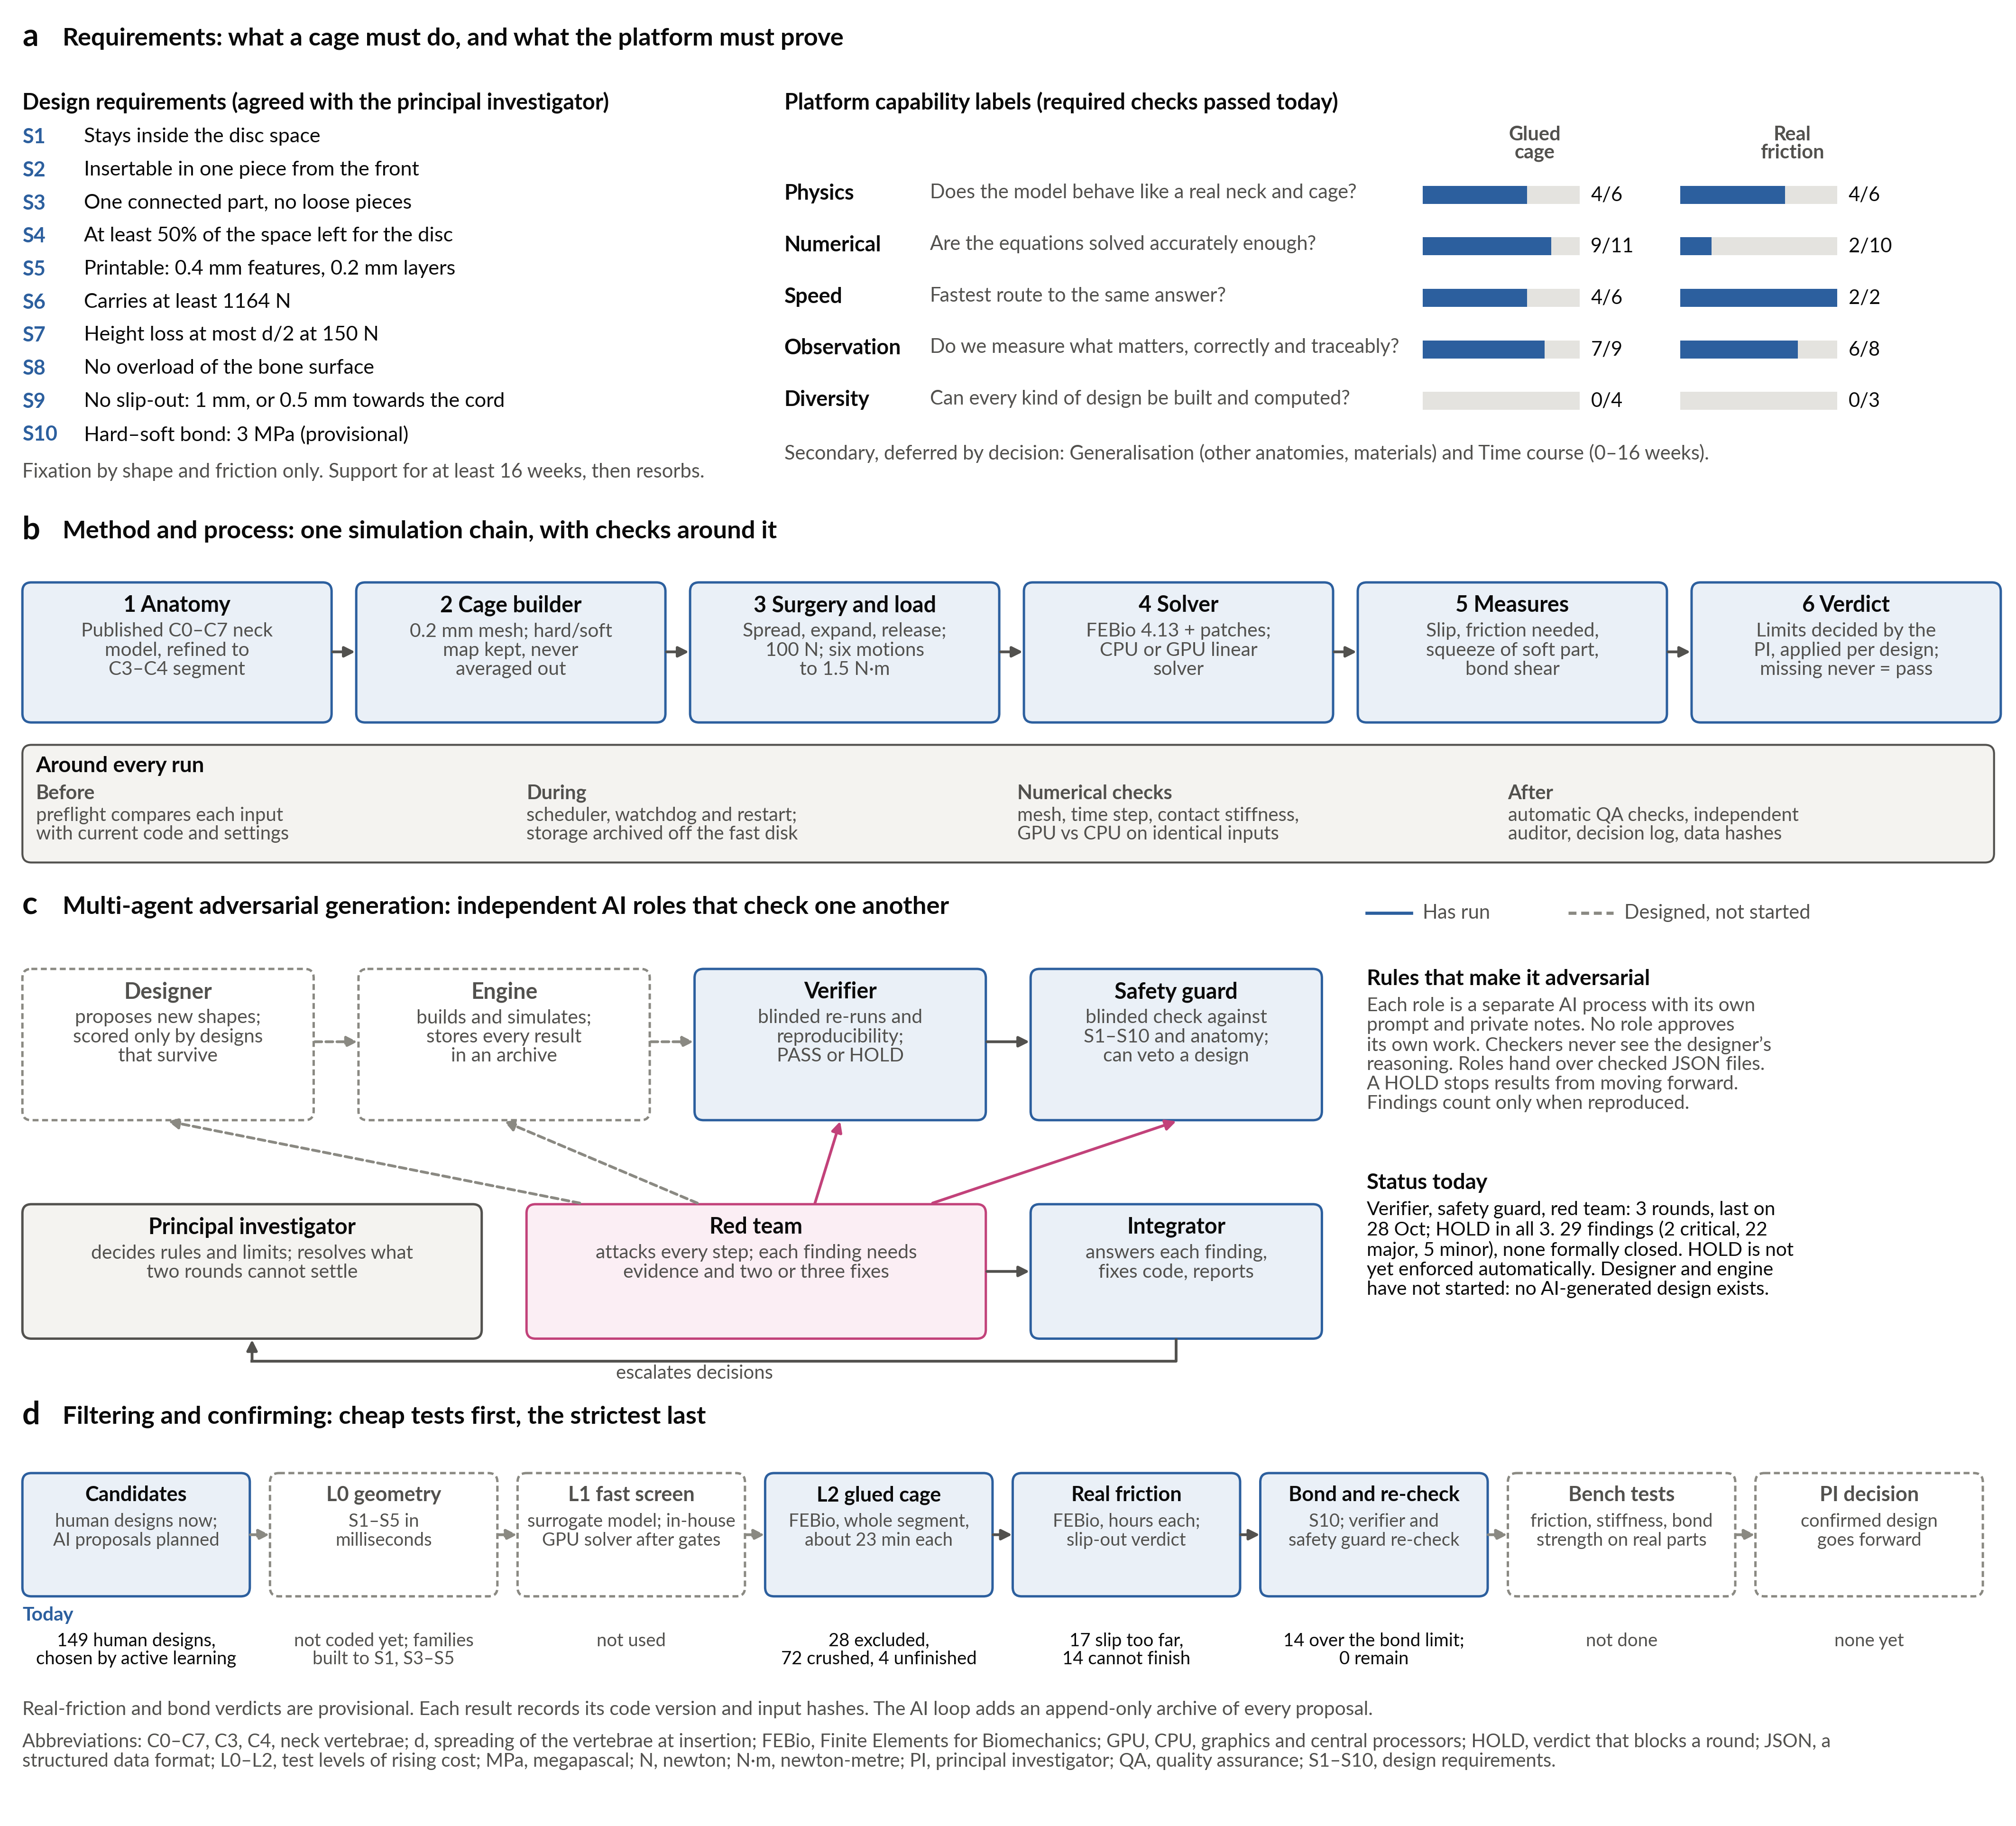 a Requirements: what a cage must do, and what the platform must prove
Design requirements (agreed with the principal investigator)
S1 Stays inside the disc space
S2 Insertable in one piece from the front
S3 One connected part, no loose pieces
S4 At least 50% of the space left for the disc
S5 Printable: 0.4 mm features, 0.2 mm layers
S6 Carries at least 1164 N
S7 Height loss at most d/2 at 150 N
S8 No overload of the bone surface
S9 No slip-out: 1 mm, or 0.5 mm towards the cord
S10 Hard–soft bond: 3 MPa (provisional)
Fixation by shape and friction only. Support for at least 16 weeks, then resorbs.
Platform capability labels (required checks passed today)
Glued
cage
Real
friction
Physics Does the model behave like a real neck and cage? 4/6 4/6
Numerical Are the equations solved accurately enough? 9/11 2/10
Speed Fastest route to the same answer? 4/6 2/2
Observation Do we measure what matters, correctly and traceably? 7/9 6/8
Diversity Can every kind of design be built and computed? 0/4 0/3
Secondary, deferred by decision: Generalisation (other anatomies, materials) and Time course (0–16 weeks).
b Method and process: one simulation chain, with checks around it
1 Anatomy
Published C0–C7 neck
model, refined to
C3–C4 segment
2 Cage builder
0.2 mm mesh; hard/soft
map kept, never
averaged out
3 Surgery and load
Spread, expand, release;
100 N; six motions
to 1.5 N·m
4 Solver
FEBio 4.13 + patches;
CPU or GPU linear
solver
5 Measures
Slip, friction needed,
squeeze of soft part,
bond shear
6 Verdict
Limits decided by the
PI, applied per design;
missing never = pass
Around every run
Before
preflight compares each input
with current code and settings
During
scheduler, watchdog and restart;
storage archived off the fast disk
Numerical checks
mesh, time step, contact stiffness,
GPU vs CPU on identical inputs
After
automatic QA checks, independent
auditor, decision log, data hashes
c Multi-agent adversarial generation: independent AI roles that check one another
Has run
Designed, not started
Designer
proposes new shapes;
scored only by designs
that survive
Engine
builds and simulates;
stores every result
in an archive
Verifier
blinded re-runs and
reproducibility;
PASS or HOLD
Safety guard
blinded check against
S1–S10 and anatomy;
can veto a design
Rules that make it adversarial
Each role is a separate AI process with its own
prompt and private notes. No role approves
its own work. Checkers never see the designer’s
reasoning. Roles hand over checked JSON files.
A HOLD stops results from moving forward.
Findings count only when reproduced.
Principal investigator
decides rules and limits; resolves what
two rounds cannot settle
Red team
attacks every step; each finding needs
evidence and two or three fixes
Integrator
answers each finding,
fixes code, reports
escalates decisions
Status today
Verifier, safety guard, red team: 3 rounds, last on
28 Oct; HOLD in all 3. 29 findings (2 critical, 22
major, 5 minor), none formally closed. HOLD is not
yet enforced automatically. Designer and engine
have not started: no AI-generated design exists.
d Filtering and confirming: cheap tests first, the strictest last
Candidates
human designs now;
AI proposals planned
L0 geometry
S1–S5 in
milliseconds
L1 fast screen
surrogate model; in-house
GPU solver after gates
L2 glued cage
FEBio, whole segment,
about 23 min each
Real friction
FEBio, hours each;
slip-out verdict
Bond and re-check
S10; verifier and
safety guard re-check
Bench tests
friction, stiffness, bond
strength on real parts
PI decision
confirmed design
goes forward
Today
149 human designs,
chosen by active learning
not coded yet; families
built to S1, S3–S5
not used
28 excluded,
72 crushed, 4 unfinished
17 slip too far,
14 cannot finish
14 over the bond limit;
0 remain
not done
none yet
Real-friction and bond verdicts are provisional. Each result records its code version and input hashes. The AI loop adds an append-only archive of every proposal.
Abbreviations: C0–C7, C3, C4, neck vertebrae; d, spreading of the vertebrae at insertion; FEBio, Finite Elements for Biomechanics; GPU, CPU, graphics and central processors; HOLD, verdict that blocks a round; JSON, a
structured data format; L0–L2, test levels of rising cost; MPa, megapascal; N, newton; N·m, newton-metre; PI, principal investigator; QA, quality assurance; S1–S10, design requirements.